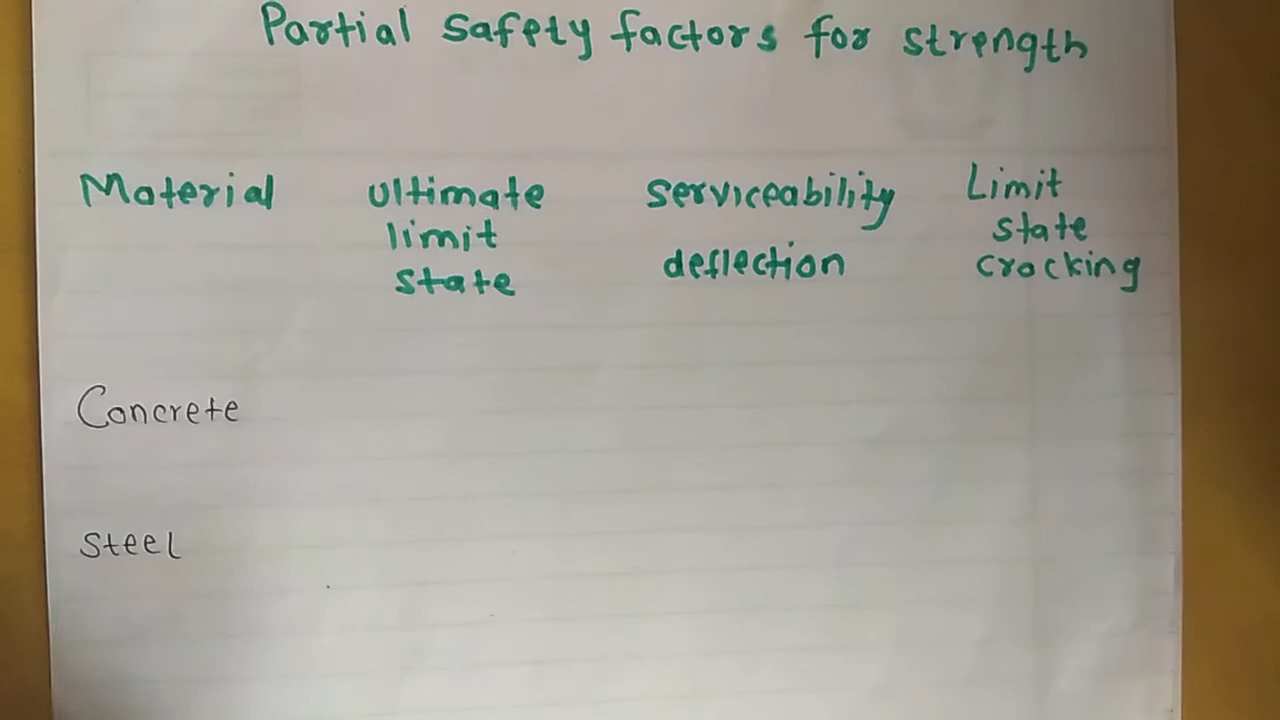 Partial safety factors for strength
Material ultimate limit state serviceability Limit state
deflection cracking
Concrete
Steel